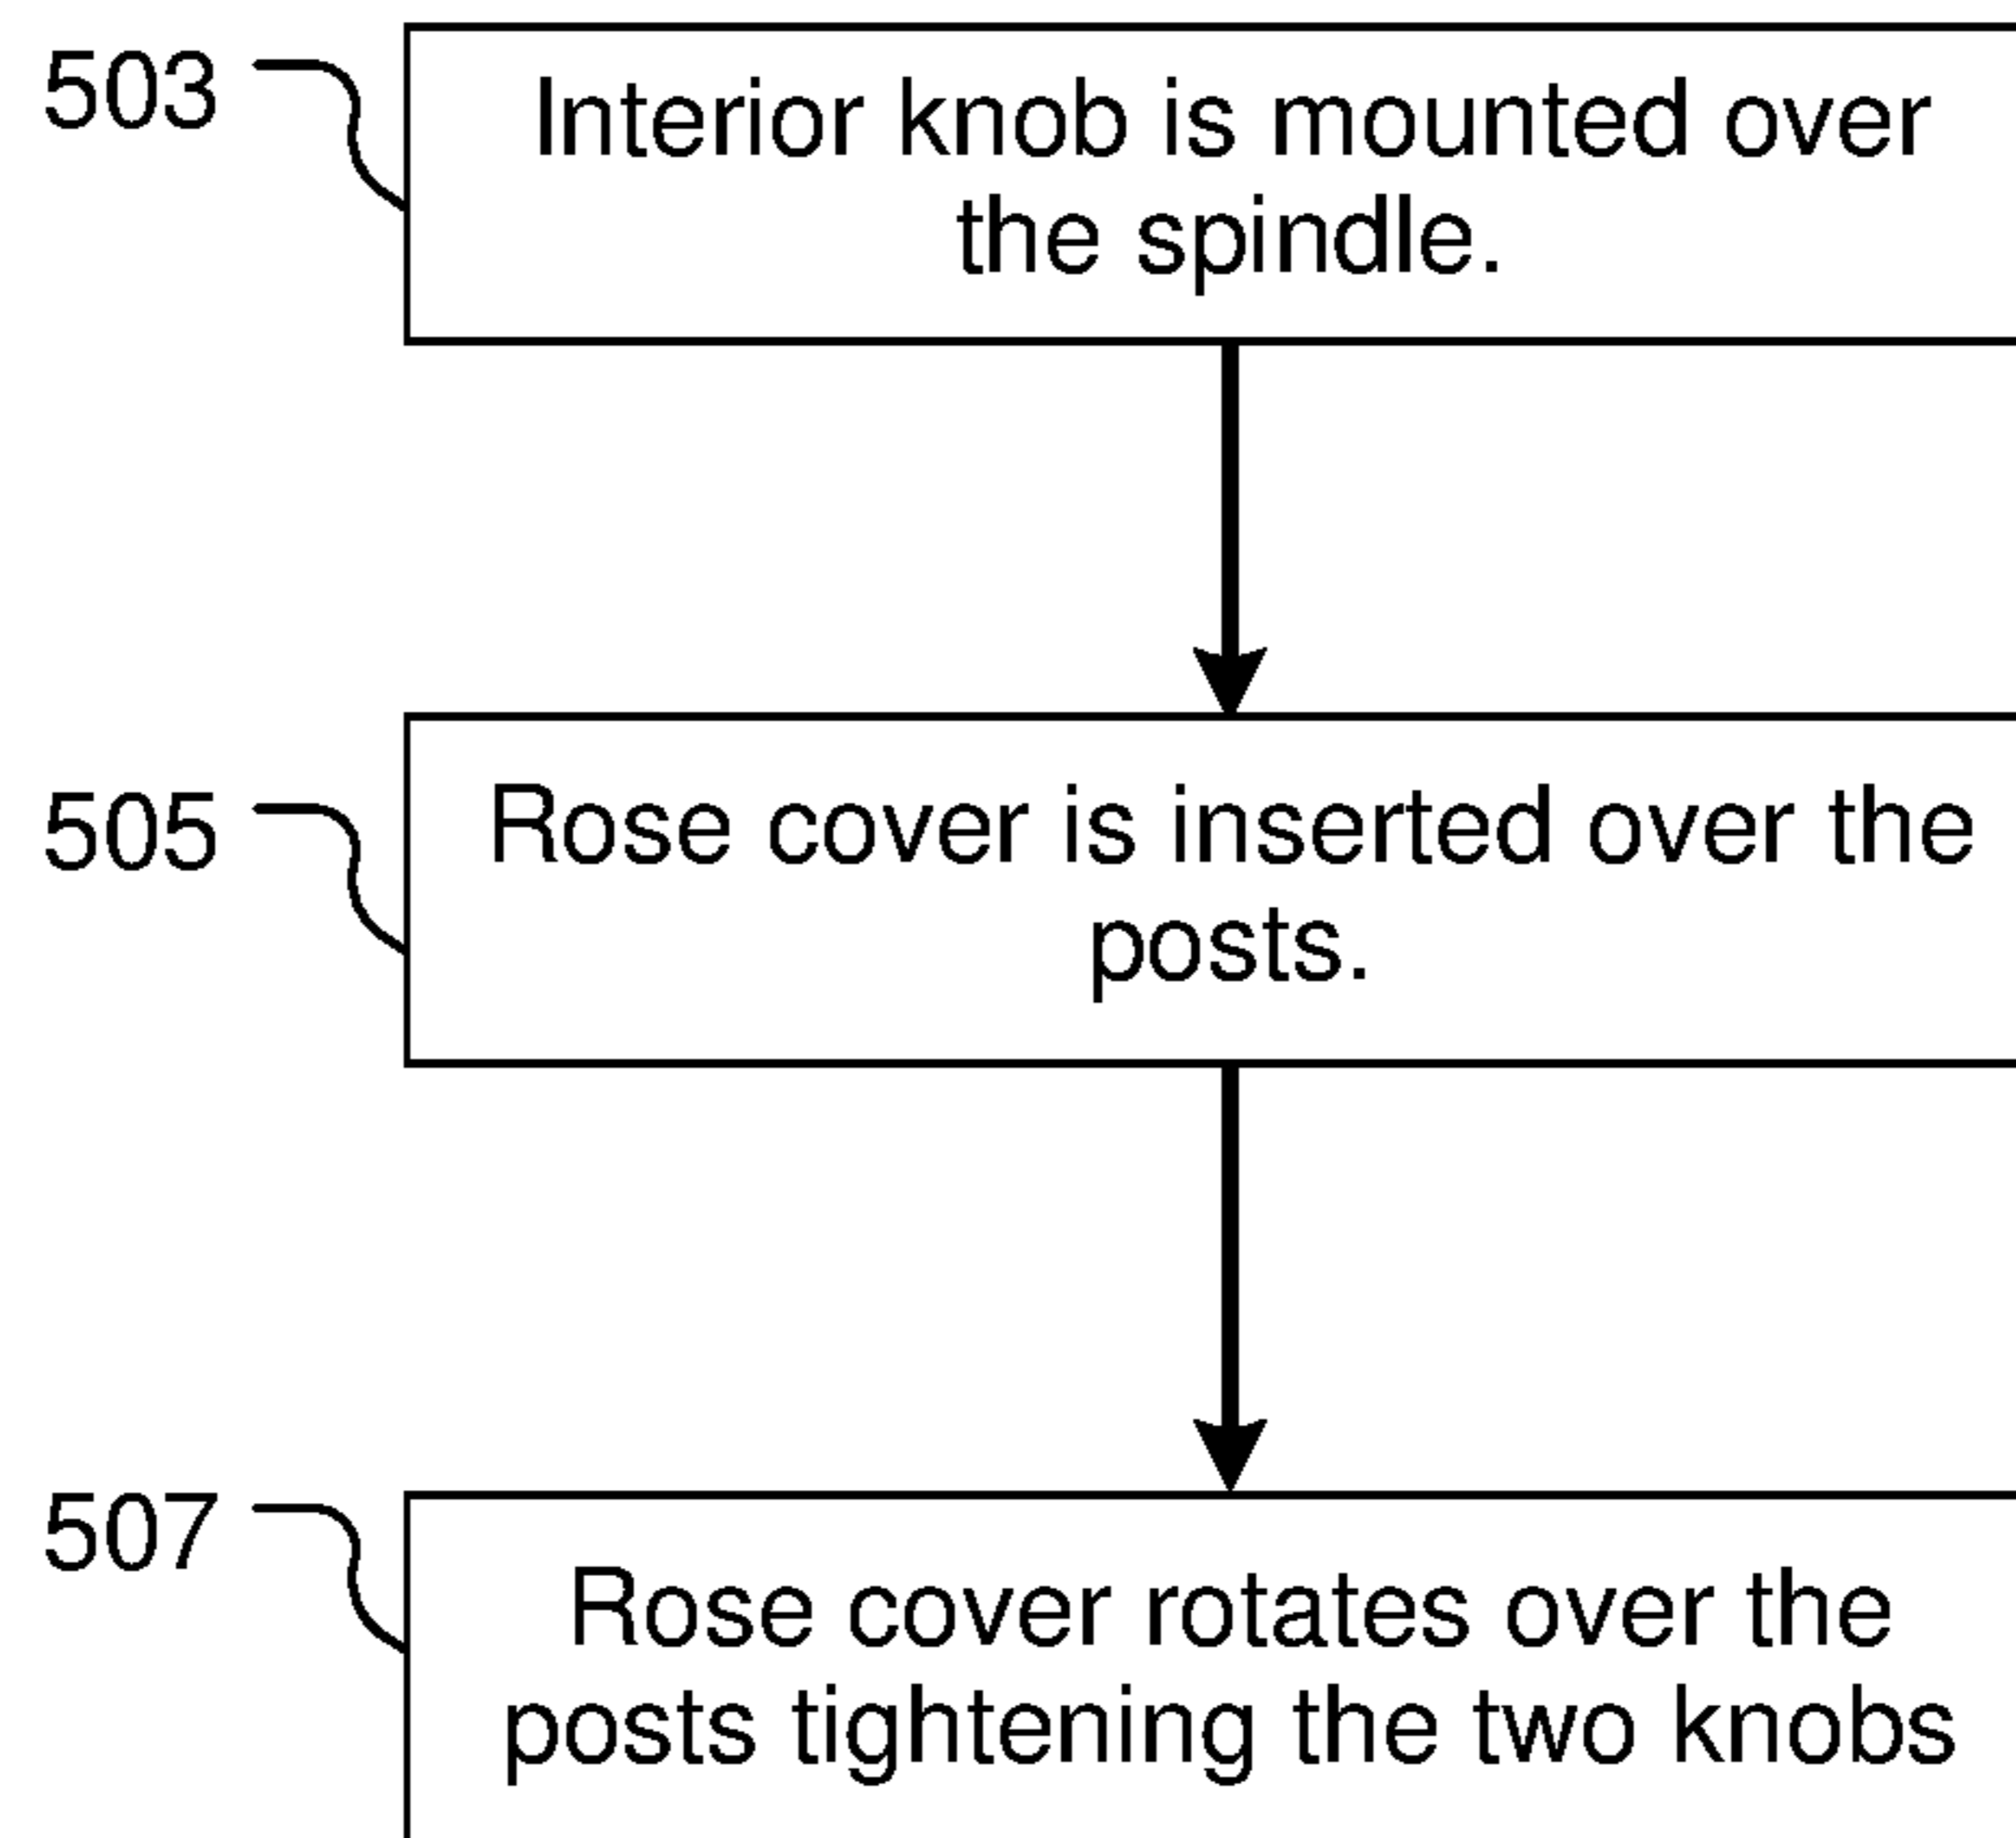 503
Interior knob is mounted over
the spindle.
505
Rose cover is inserted over the
posts.
507
Rose cover rotates over the
posts tightening the two knobs